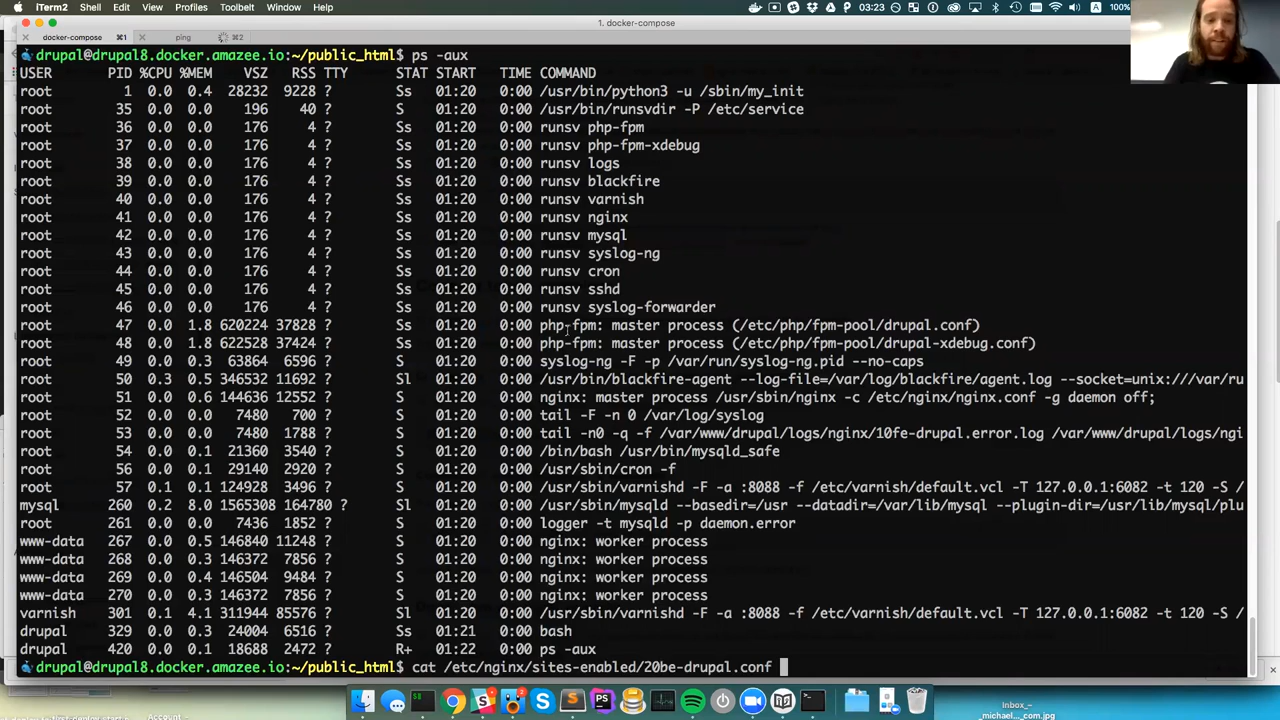 iTerm2 Shell Edit View Profiles Toolbelt Window Help 2 03:23 100%
1. docker-compose
docker-compose ⌘1 ping ⌘2
drupal@drupal8.docker.amazee.io:~/public_html$ ps -aux
USER PID %CPU %MEM VSZ RSS TTY STAT START TIME COMMAND
root 1 0.0 0.4 28232 9228 ? Ss 01:20 0:00 /usr/bin/python3 -u /sbin/my_init
root 35 0.0 0.0 196 40 ? S 01:20 0:00 /usr/bin/runsvdir -P /etc/service
root 36 0.0 0.0 176 4 ? Ss 01:20 0:00 runsv php-fpm
root 37 0.0 0.0 176 4 ? Ss 01:20 0:00 runsv php-fpm-xdebug
root 38 0.0 0.0 176 4 ? Ss 01:20 0:00 runsv logs
root 39 0.0 0.0 176 4 ? Ss 01:20 0:00 runsv blackfire
root 40 0.0 0.0 176 4 ? Ss 01:20 0:00 runsv varnish
root 41 0.0 0.0 176 4 ? Ss 01:20 0:00 runsv nginx
root 42 0.0 0.0 176 4 ? Ss 01:20 0:00 runsv mysql
root 43 0.0 0.0 176 4 ? Ss 01:20 0:00 runsv syslog-ng
root 44 0.0 0.0 176 4 ? Ss 01:20 0:00 runsv cron
root 45 0.0 0.0 176 4 ? Ss 01:20 0:00 runsv sshd
root 46 0.0 0.0 176 4 ? Ss 01:20 0:00 runsv syslog-forwarder
root 47 0.0 1.8 620224 37828 ? Ss 01:20 0:00 php-fpm: master process (/etc/php/fpm-pool/drupal.conf)
root 48 0.0 1.8 622528 37424 ? Ss 01:20 0:00 php-fpm: master process (/etc/php/fpm-pool/drupal-xdebug.conf)
root 49 0.0 0.3 63864 6596 ? S 01:20 0:00 syslog-ng -F -p /var/run/syslog-ng.pid --no-caps
root 50 0.3 0.5 346532 11692 ? Sl 01:20 0:00 /usr/bin/blackfire-agent --log-file=/var/log/blackfire/agent.log --socket=unix:///var/ru
root 51 0.0 0.6 144636 12552 ? S 01:20 0:00 nginx: master process /usr/sbin/nginx -c /etc/nginx/nginx.conf -g daemon off;
root 52 0.0 0.0 7480 700 ? S 01:20 0:00 tail -F -n 0 /var/log/syslog
root 53 0.0 0.0 7480 1788 ? S 01:20 0:00 tail -n0 -q -f /var/www/drupal/logs/nginx/10fe-drupal.error.log /var/www/drupal/logs/ngi
root 54 0.0 0.1 21360 3540 ? S 01:20 0:00 /bin/bash /usr/bin/mysqld_safe
root 56 0.0 0.1 29140 2920 ? S 01:20 0:00 /usr/sbin/cron -f
root 57 0.1 0.1 124928 3496 ? S 01:20 0:00 /usr/sbin/varnishd -F -a :8088 -f /etc/varnish/default.vcl -T 127.0.0.1:6082 -t 120 -S /
mysql 260 0.2 8.0 1565308 164780 ? Sl 01:20 0:00 /usr/sbin/mysqld --basedir=/usr --datadir=/var/lib/mysql --plugin-dir=/usr/lib/mysql/plu
root 261 0.0 0.0 7436 1852 ? S 01:20 0:00 logger -t mysqld -p daemon.error
www-data 267 0.0 0.5 146840 11248 ? S 01:20 0:00 nginx: worker process
www-data 268 0.0 0.3 146372 7856 ? S 01:20 0:00 nginx: worker process
www-data 269 0.0 0.4 146504 9484 ? S 01:20 0:00 nginx: worker process
www-data 270 0.0 0.3 146372 7856 ? S 01:20 0:00 nginx: worker process
varnish 301 0.1 4.1 311944 85576 ? Sl 01:20 0:00 /usr/sbin/varnishd -F -a :8088 -f /etc/varnish/default.vcl -T 127.0.0.1:6082 -t 120 -S /
drupal 329 0.0 0.3 24004 6516 ? Ss 01:21 0:00 bash
drupal 420 0.0 0.1 18688 2472 ? R+ 01:23 0:00 ps -aux
drupal@drupal8.docker.amazee.io:~/public_html$ cat /etc/nginx/sites-enabled/20be-drupal.conf
Inbox_–
_michael..._com.jpg